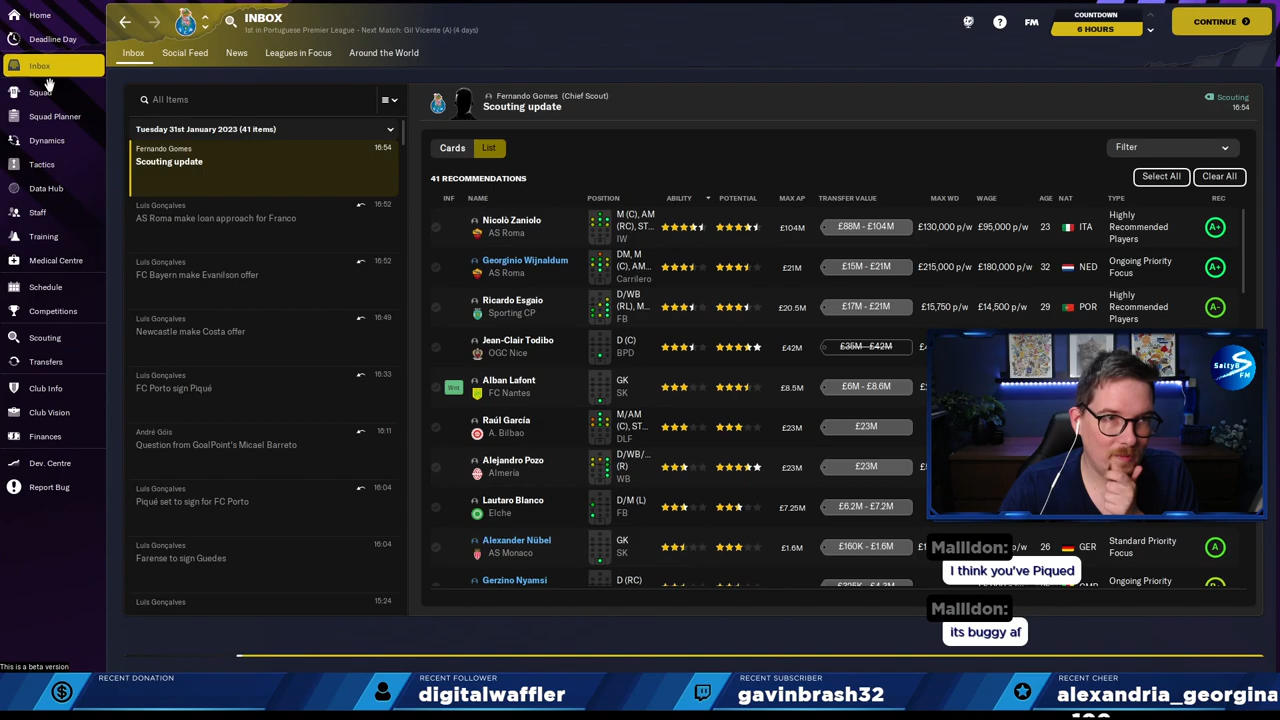 Home
Deadline Day
Inbox
Squad
Squad Planner
Dynamics
Tactics
Data Hub
Staff
Training
Medical Centre
Schedule
Competitions
Scouting
Transfers
Club Info
Club Vision
Finances
Dev. Centre
Report Bug
This is a beta version
INBOX
1st in Portuguese Premier League - Next Match: Gil Vicente (A) (4 days)
FM
COUNTDOWN
6 HOURS
CONTINUE
Inbox
Social Feed
News
Leagues in Focus
Around the World
All Items
Tuesday 31st January 2023 (41 items)
Fernando Gomes 16:54
Scouting update
Luís Gonçalves 16:52
AS Roma make loan approach for Franco
Luís Gonçalves 16:52
FC Bayern make Evanilson offer
Luís Gonçalves 16:49
Newcastle make Costa offer
Luís Gonçalves 16:33
FC Porto sign Piqué
André Góis 16:11
Question from GoalPoint's Micael Barreto
Luís Gonçalves 16:04
Piqué set to sign for FC Porto
Luís Gonçalves 16:04
Farense to sign Guedes
Luís Gonçalves 15:24
Fernando Gomes (Chief Scout)
Scouting update
Scouting
16:54
Cards
List
Filter
41 RECOMMENDATIONS
Select All
Clear All
INF NAME POSITION ABILITY POTENTIAL MAX AP TRANSFER VALUE MAX WD WAGE AGE NAT TYPE REC
Nicolò Zaniolo
AS Roma
M (C), AM
(RC), ST...
IW
£104M
£88M - £104M
£130,000 p/w
£95,000 p/w
23
ITA
Highly
Recommended
Players
A+
Georginio Wijnaldum
AS Roma
DM, M
(C), AM...
Carrilero
£21M
£15M - £21M
£215,000 p/w
£180,000 p/w
32
NED
Ongoing Priority
Focus
A+
Ricardo Esgaio
Sporting CP
D/WB
(RL), M...
FB
£20.5M
£17M - £21M
£15,750 p/w
£14,500 p/w
29
POR
Highly
Recommended
Players
A-
Jean-Clair Todibo
OGC Nice
D (C)
BPD
£42M
£35M - £42M
Wnt
Alban Lafont
FC Nantes
GK
SK
£8.5M
£6M - £8.6M
Raúl García
A. Bilbao
M/AM
(C), ST...
DLF
£23M
£23M
Alejandro Pozo
Almeria
D/WB/...
(R)
WB
£23M
£23M
Lautaro Blanco
Elche
D/M (L)
FB
£7.25M
£6.2M - £7.2M
Alexander Nübel
AS Monaco
GK
SK
£1.6M
£160K - £1.6M
p/w
26
GER
Standard Priority
Focus
A
Gerzino Nyamsi
D (RC)
Ongoing Priority
SaltyB
FM
Mallldon:
I think you've Piqued
Mallldon:
its buggy af
RECENT DONATION
RECENT FOLLOWER
digitalwaffler
RECENT SUBSCRIBER
gavinbrash32
RECENT CHEER
alexandria_georgina